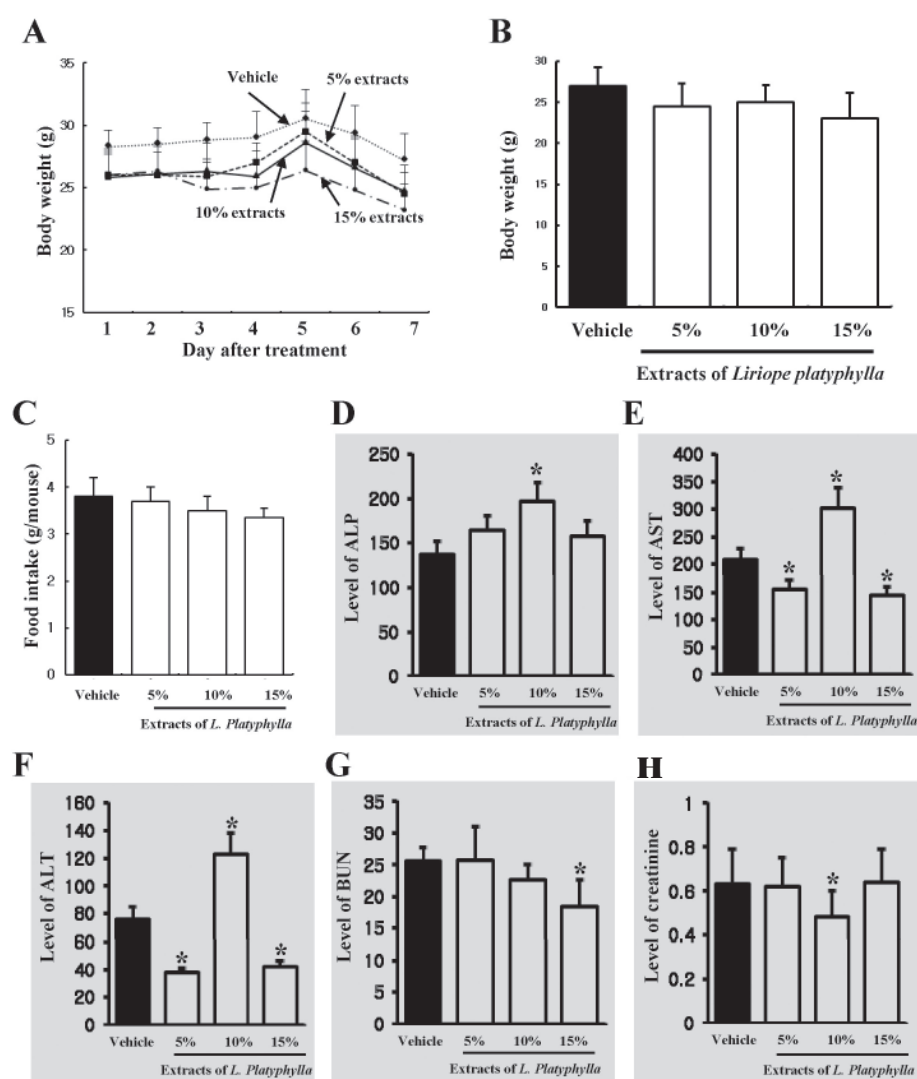 A
35
30
25
20
15
Body weight (g)
Vehicle
5% extracts
10% extracts
15% extracts
1 2 3 4 5 6 7
Day after treatment
B
30
25
20
15
10
5
0
Body weight (g)
Vehicle 5% 10% 15%
Extracts of Liriope platyphylla
C
5
4
3
2
1
0
Food intake (g/mouse)
Vehicle 5% 10% 15%
Extracts of L. Platyphylla
D
250
200
150
100
50
0
Level of ALP
*
Vehicle 5% 10% 15%
Extracts of L. Platyphylla
E
400
350
300
250
200
150
100
50
0
Level of AST
* * *
Vehicle 5% 10% 15%
Extracts of L. Platyphylla
F
160
140
120
100
80
60
40
20
0
Level of ALT
* * *
Vehicle 5% 10% 15%
Extracts of L. Platyphylla
G
35
30
25
20
15
10
5
0
Level of BUN
*
Vehicle 5% 10% 15%
Extracts of L. Platyphylla
H
1
0.8
0.6
0.4
0.2
0
Level of creatinine
*
Vehicle 5% 10% 15%
Extracts of L. Platyphylla